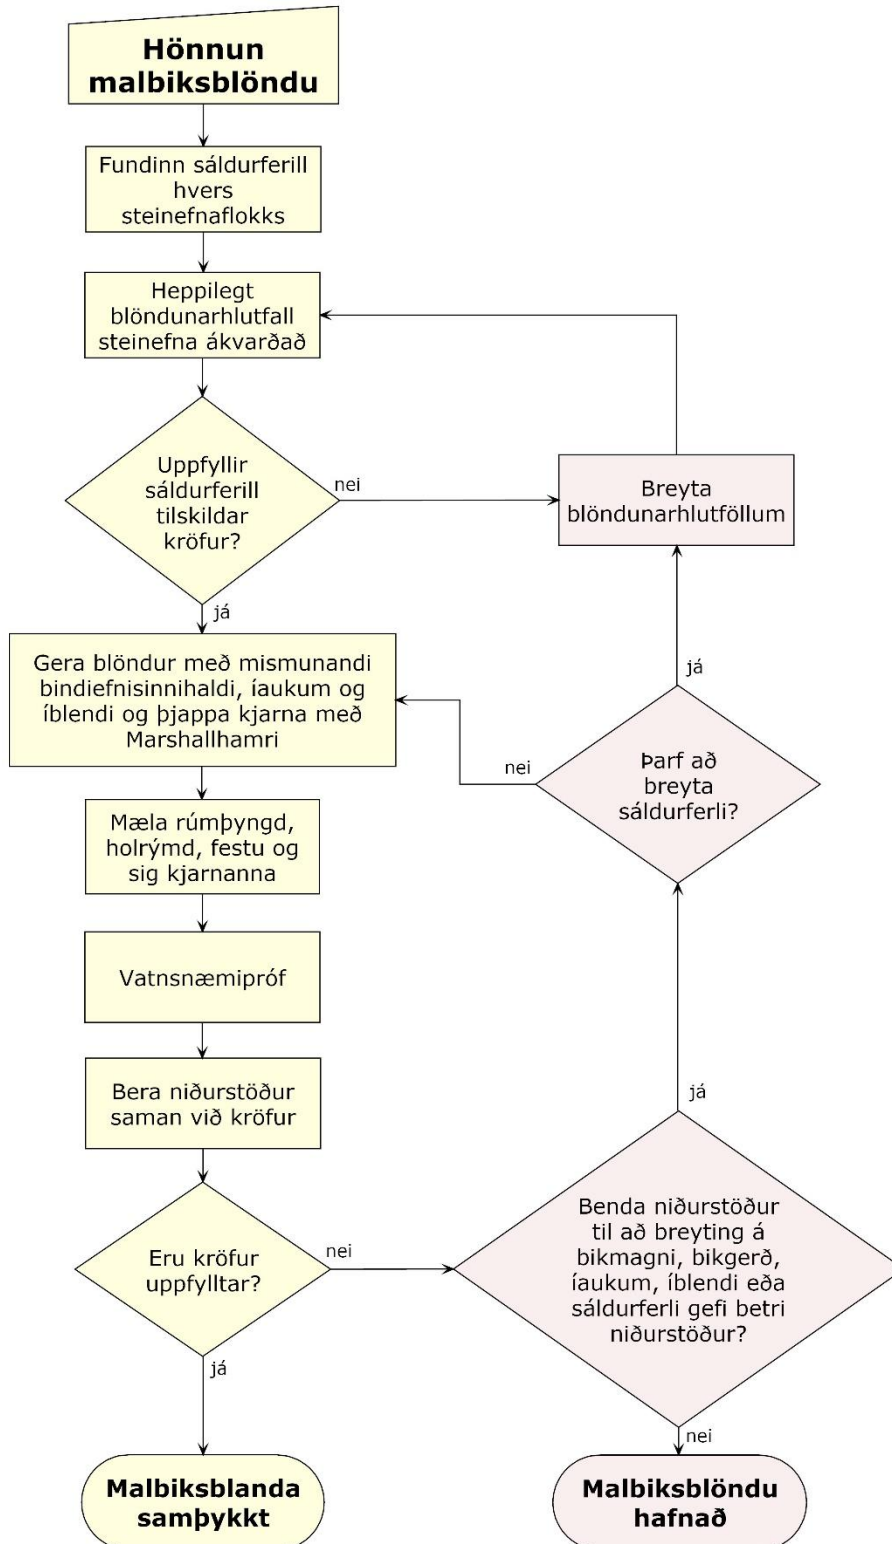 Hönnun
malbiksblöndu
Fundinn sáldurferill
hvers
steinefnaflokks
Heppilegt
blöndunarhlutfall
steinefna ákvarðað
Uppfyllir
sáldurferill
tilskildar
kröfur?
nei
Breyta
blöndunarhlutföllum
já
Gera blöndur með mismunandi
bindiefnisinnihaldi, íaukum og
íblendi og þjappa kjarna með
Marshallhamri
já
nei
Þarf að
breyta
sáldurferli?
Mæla rúmþyngd,
holrýmd, festu og
sig kjarnanna
Vatnsnæmipróf
Bera niðurstöður
saman við kröfur
já
Eru kröfur
uppfylltar?
nei
Benda niðurstöður
til að breyting á
bikmagni, bikgerð,
íaukum, íblendi eða
sáldurferli gefi betri
niðurstöður?
já
nei
Malbiksblanda
samþykkt
Malbiksblöndu
hafnað